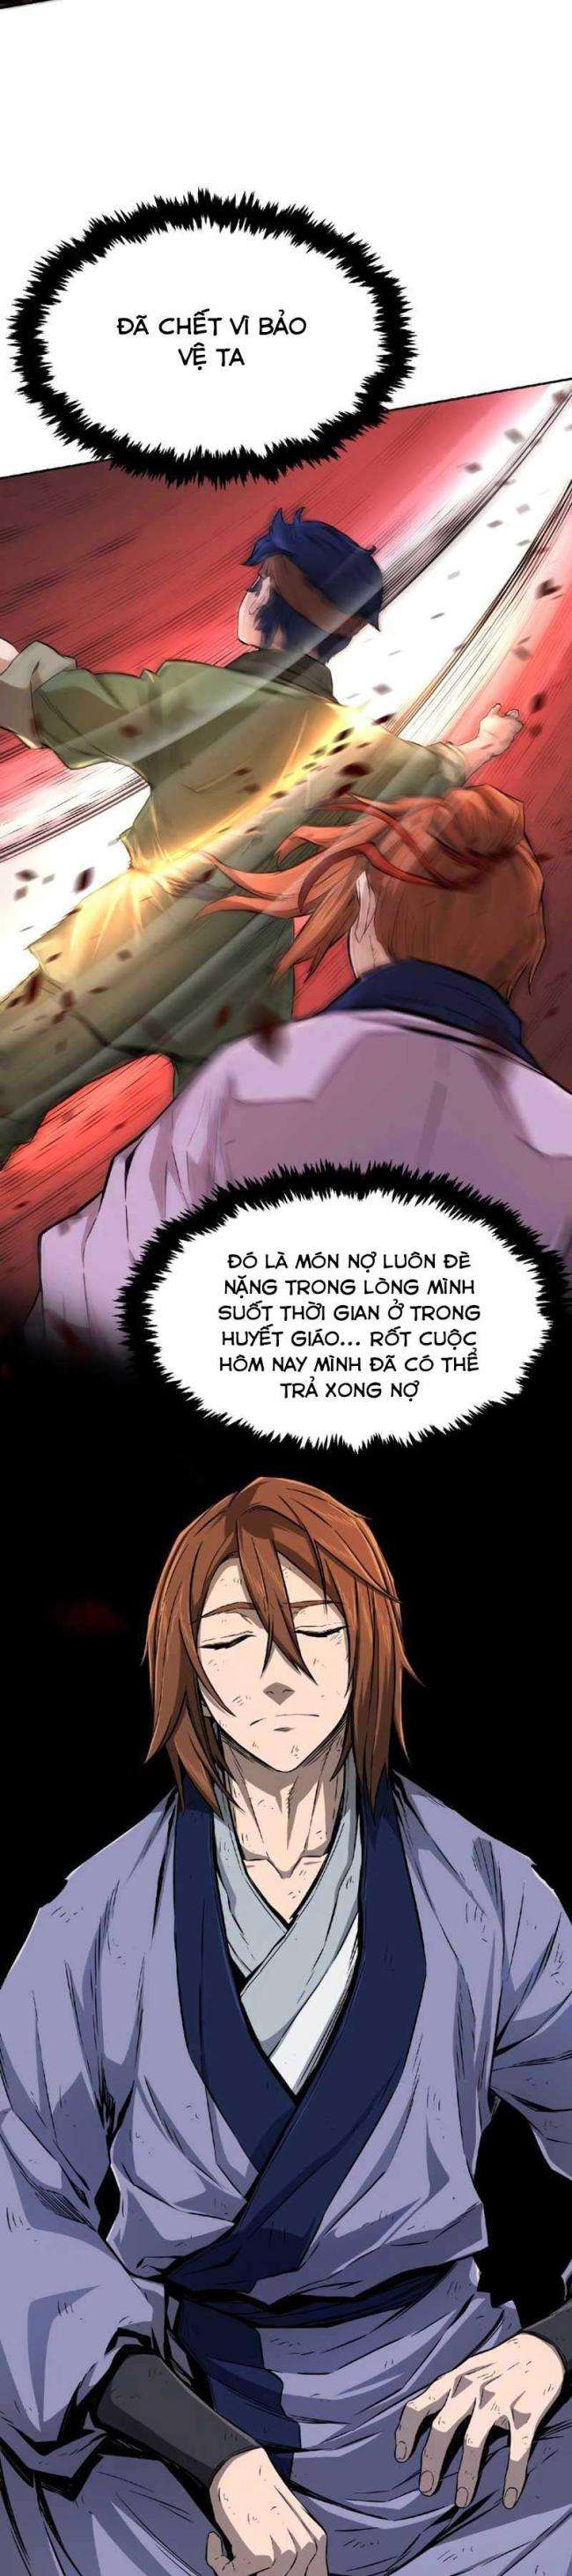 ĐÃ CHẾT VÌ BẢO
VỆ TA
ĐÓ LÀ MÓN NỢ LUÔN ĐÈ
NẶNG TRONG LÒNG MÌNH
SUỐT THỜI GIAN Ở TRONG
HUYẾT GIÁO... RỐT CUỘC
HÔM NAY MÌNH ĐÃ CÓ THỂ
TRẢ XONG NỢ